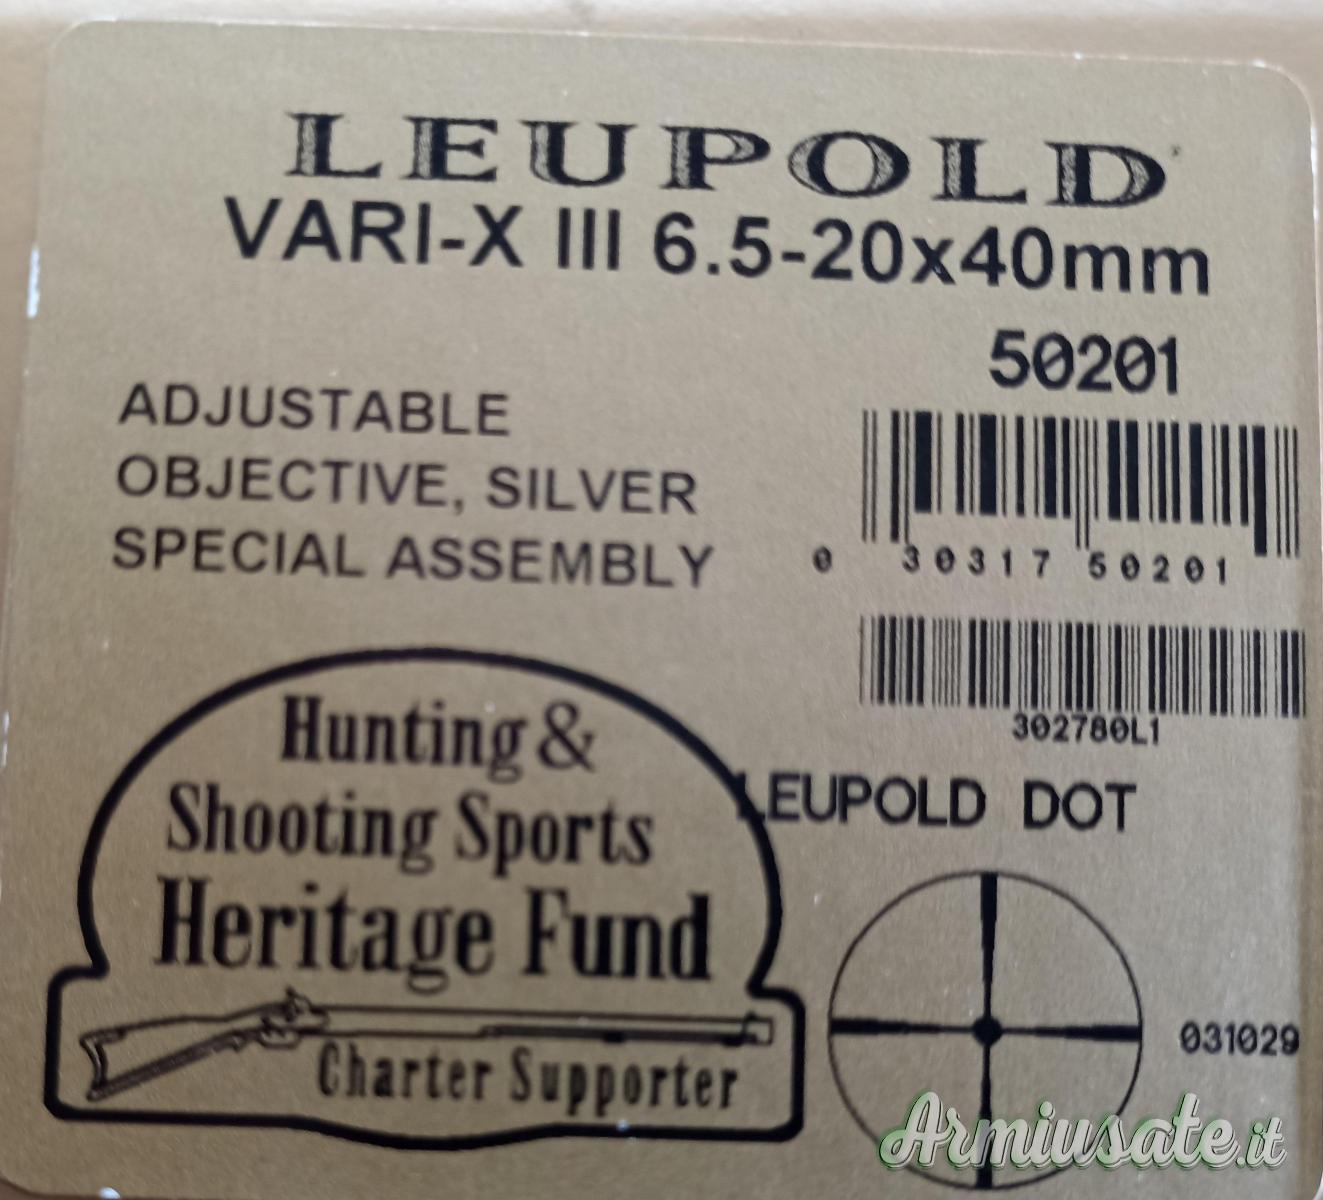 LEUPOLD
VARI-X III 6.5-20x40mm
50201
ADJUSTABLE
OBJECTIVE, SILVER
SPECIAL ASSEMBLY
0 30317 50201
302780L1
Hunting &
Shooting Sports
Heritage Fund
Charter Supporter
LEUPOLD DOT
031029
Armiusate.it